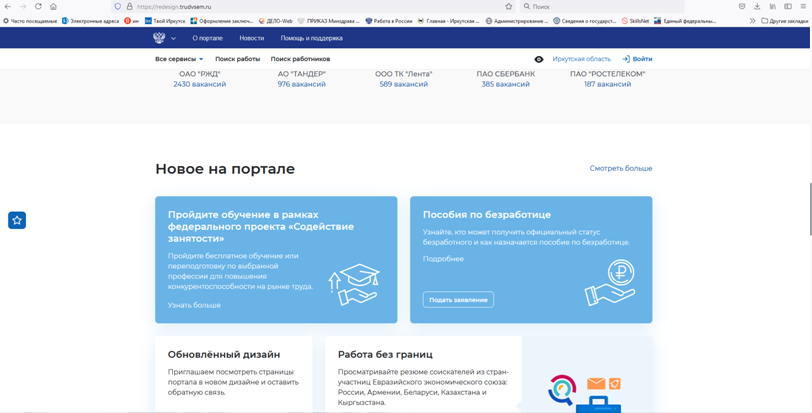 https://redesign.trudvsem.ru
Поиск
Часто посещаемые
Электронные адреса
ян
Твой Иркутск
Оформление заключ...
ДЕЛО-Web
ПРИКАЗ Минздрава ...
Работа в России
Главная - Иркутская ...
Администрирование ...
Сведения о государст...
SkillsNet
Единый федеральны...
Другие закладки
О портале
Новости
Помощь и поддержка
Все сервисы
Поиск работы
Поиск работников
Иркутская область
Войти
ОАО "РЖД"
АО "ТАНДЕР"
ООО ТК "Лента"
ПАО СБЕРБАНК
ПАО "РОСТЕЛЕКОМ"
2430 вакансий
976 вакансий
589 вакансий
385 вакансий
187 вакансий
Новое на портале
Смотреть больше
Пройдите обучение в рамках
федерального проекта «Содействие
занятости»
Пройдите бесплатное обучение или
переподготовку по выбранной
профессии для повышения
конкурентоспособности на рынке труда.
Узнать больше
Пособия по безработице
Узнайте, кто может получить официальный статус
безработного и как назначается пособие по безработице.
Подробнее
Подать заявление
Обновлённый дизайн
Приглашаем посмотреть страницы
портала в новом дизайне и оставить
обратную связь.
Работа без границ
Просматривайте резюме соискателей из стран-
участниц Евразийского экономического союза:
России, Армении, Беларуси, Казахстана и
Кыргызстана.